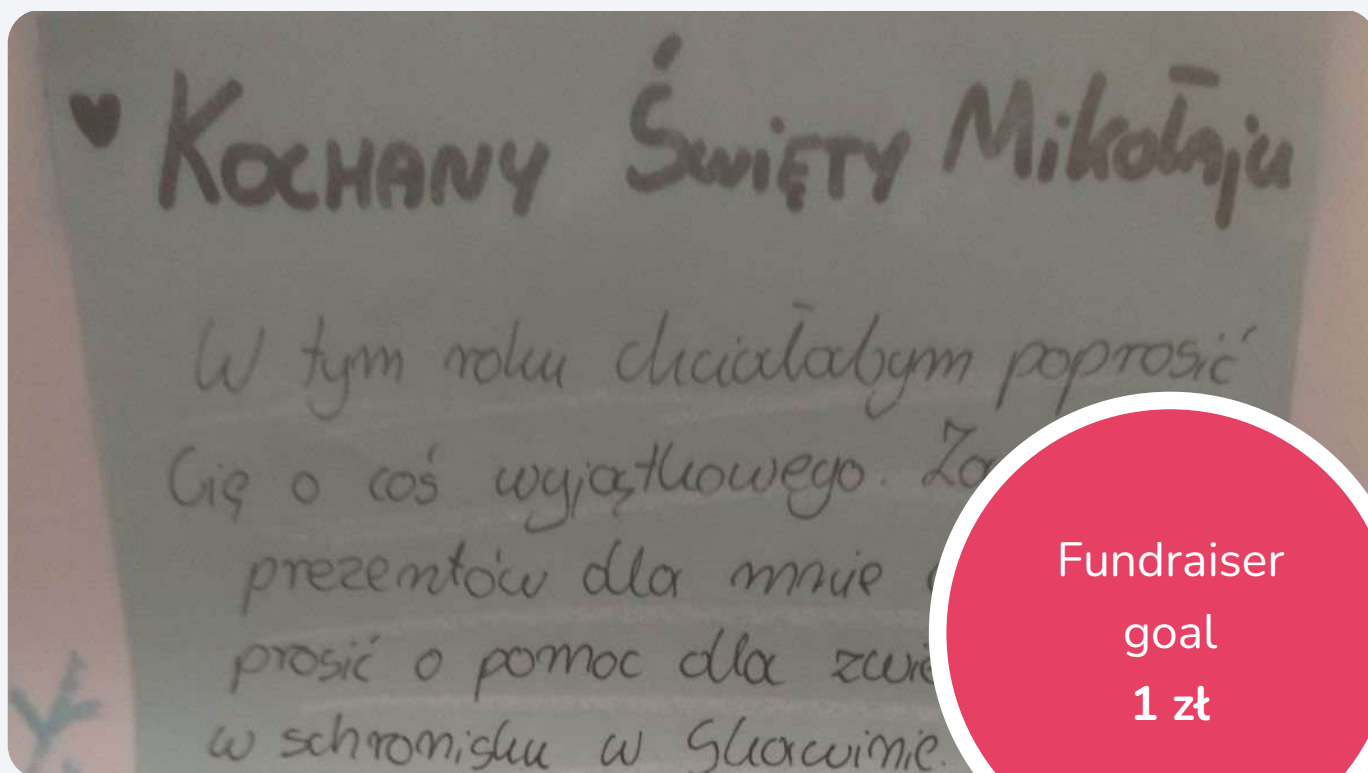 Kochany Święty Mikołaju
W tym roku chciałabym poprosić
Cię o coś wyjątkowego.
prezentów dla mnie
prosić o pomoc dla
w schronisku w Skawinie.
Fundraiser
goal
1 zł